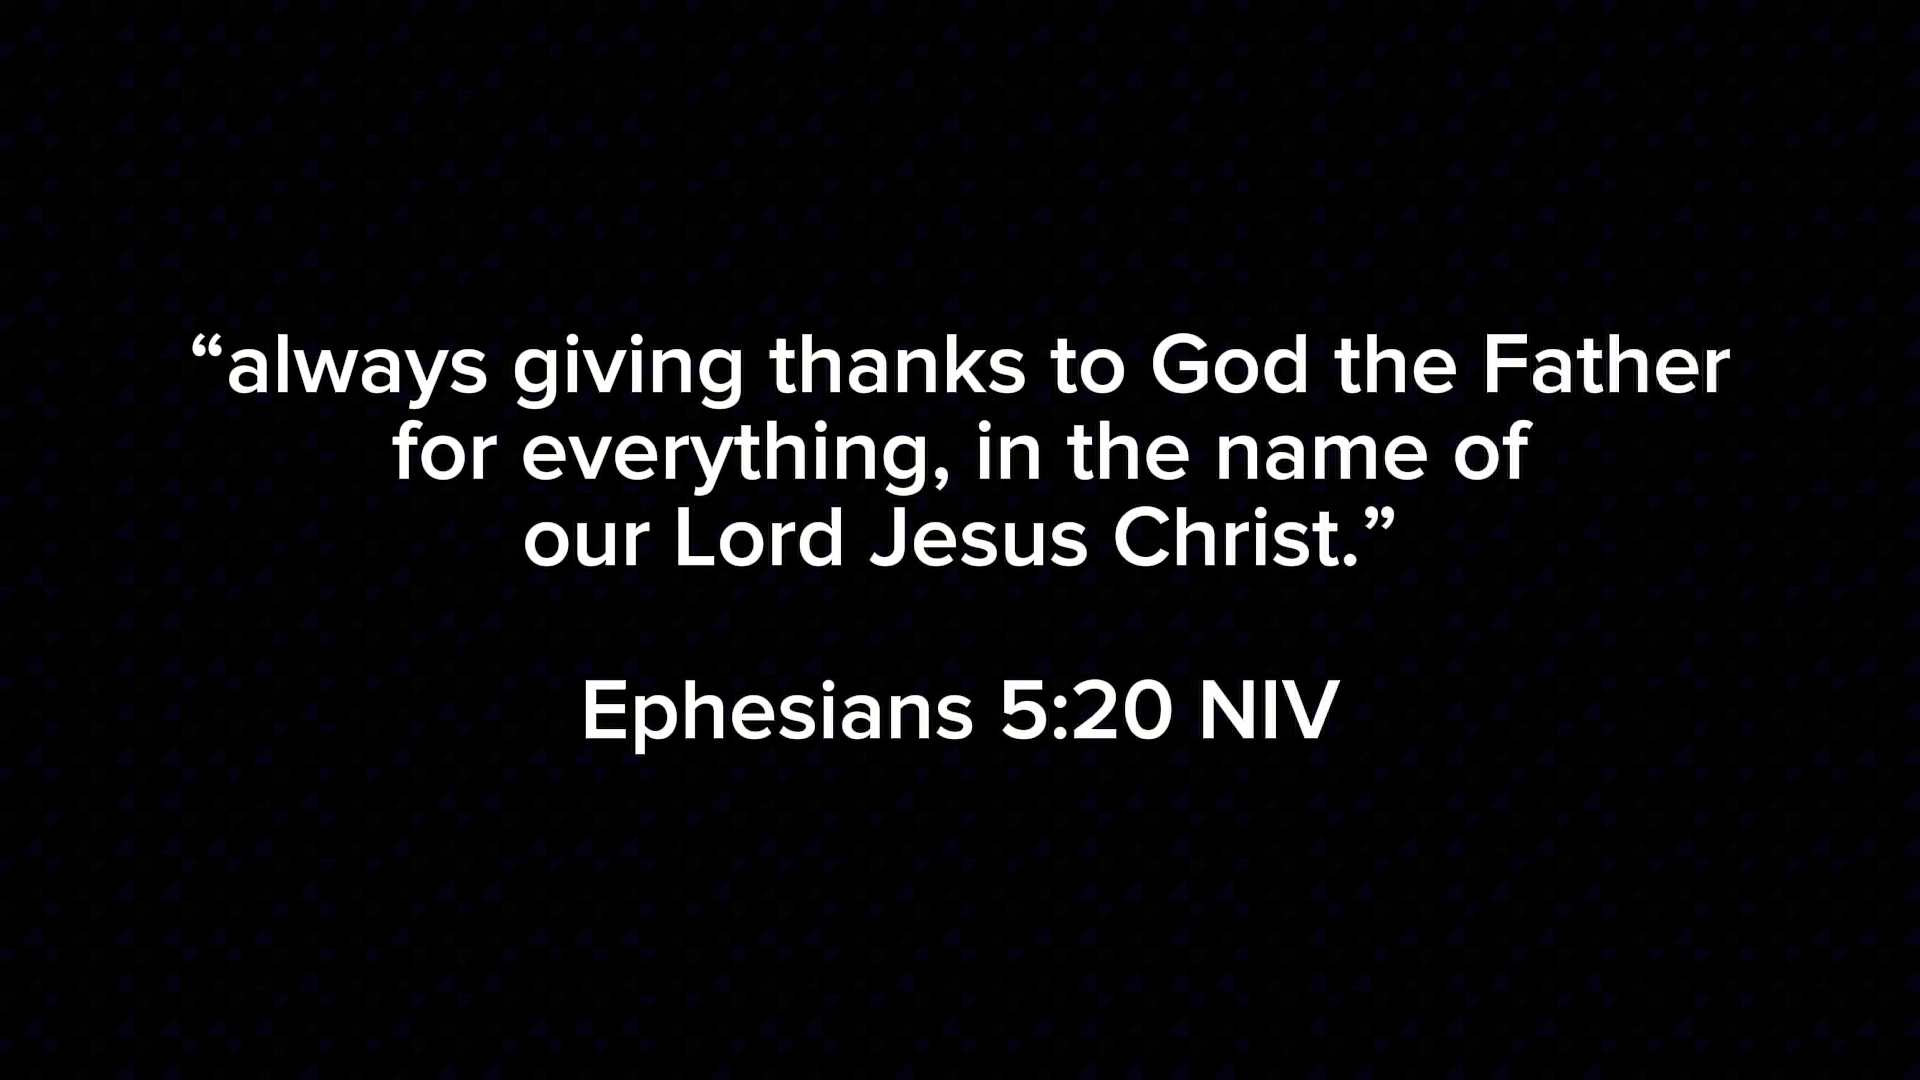 “always giving thanks to God the Father
for everything, in the name of
our Lord Jesus Christ.”
Ephesians 5:20 NIV